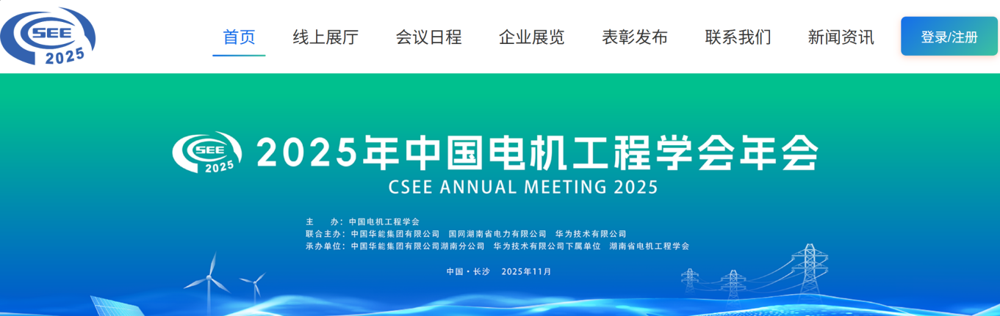 CSEE
2025
首页 线上展厅 会议日程 企业展览 表彰发布 联系我们 新闻资讯 登录/注册
CSEE
2025
2025年中国电机工程学会年会
CSEE ANNUAL MEETING 2025
主 办：中国电机工程学会
联合主办：中国华能集团有限公司 国网湖南省电力有限公司 华为技术有限公司
承办单位：中国华能集团有限公司湖南分公司 华为技术有限公司下属单位 湖南省电机工程学会
中国·长沙 2025年11月